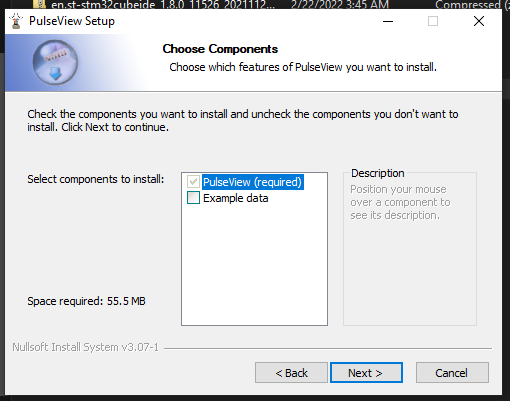 en.st-stm32cubeide_1.8.0_11526_2021112... 2/22/2022 3:45 AM Compressed (z
PulseView Setup
Choose Components
Choose which features of PulseView you want to install.
Check the components you want to install and uncheck the components you don't want to
install. Click Next to continue.
Select components to install:
PulseView (required)
Example data
Description
Position your mouse
over a component to
see its description.
Space required: 55.5 MB
Nullsoft Install System v3.07-1
< Back
Next >
Cancel